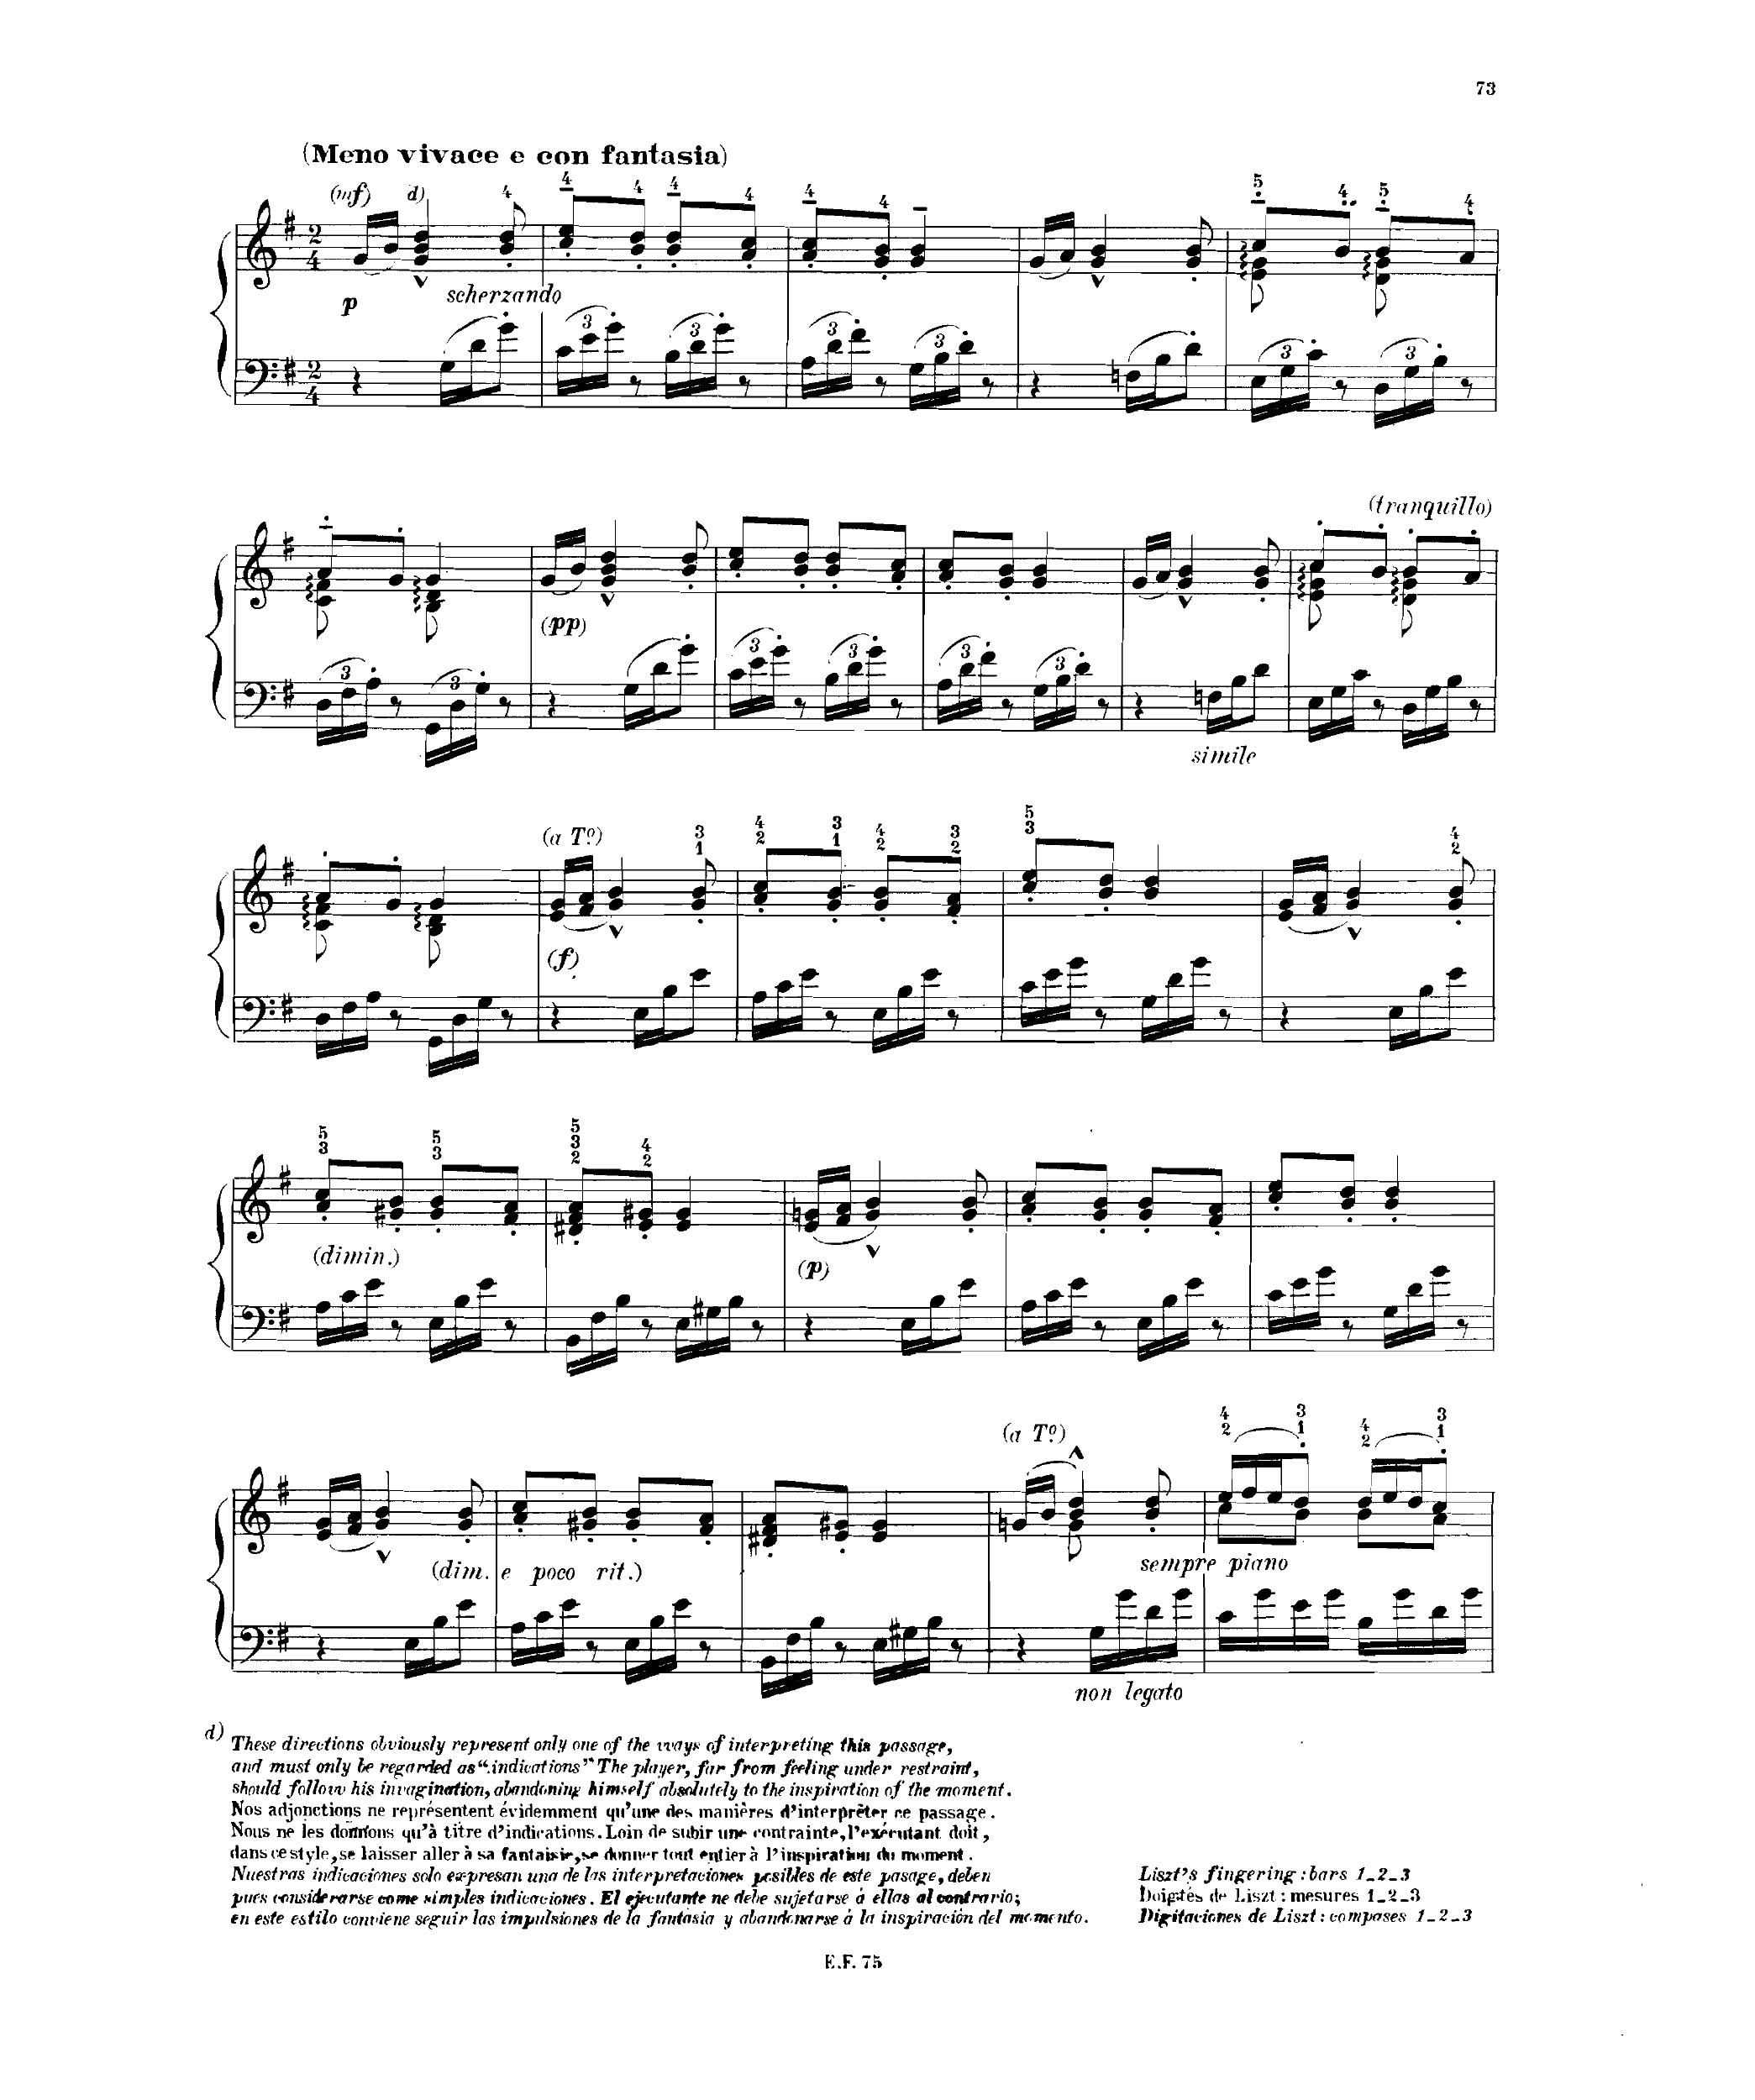 73
(Meno vivace e con fantasia)
(mf) d) 4 4 4 4 4 4 4 5 4 5 4
2 4
p scherzando
3 3 3 3 3 3
2 4
(tranquillo)
(pp)
3 3 3 3 3 3
simile
(a Tº)
3 1 4 2 3 1 4 2 3 2 5 3 4 2
(f)
5 3 5 3 5 3 2 4 2
(dimin.)
(p)
(a Tº) 4 2 3 1 4 2 3 1
(dim. e poco rit.) sempre piano
non legato
d) These directions obviously represent only one of the ways of interpreting this passage,
and must only be regarded as "indications" The player, far from feeling under restraint,
should follow his imagination, abandoning himself absolutely to the inspiration of the moment.
Nos adjonctions ne représentent évidemment qu'une des manières d'interprêter ce passage.
Nous ne les donnons qu'à titre d'indications. Loin de subir une contrainte, l'exécutant doit,
dans ce style, se laisser aller à sa fantaisie, se donner tout entier à l'inspiration du moment.
Nuestras indicaciones solo expresan una de las interpretaciones posibles de este pasage, deben
pues considerarse come simples indicaciones. El ejecutante ne debe sujetarse á ellas al contrario;
en este estilo conviene seguir las impulsiones de la fantasia y abandonarse á la inspiración del momento.
Liszt's fingering: bars 1_2_3
Doigtés de Liszt: mesures 1_2_3
Digitaciones de Liszt: compases 1_2_3
E.F. 75